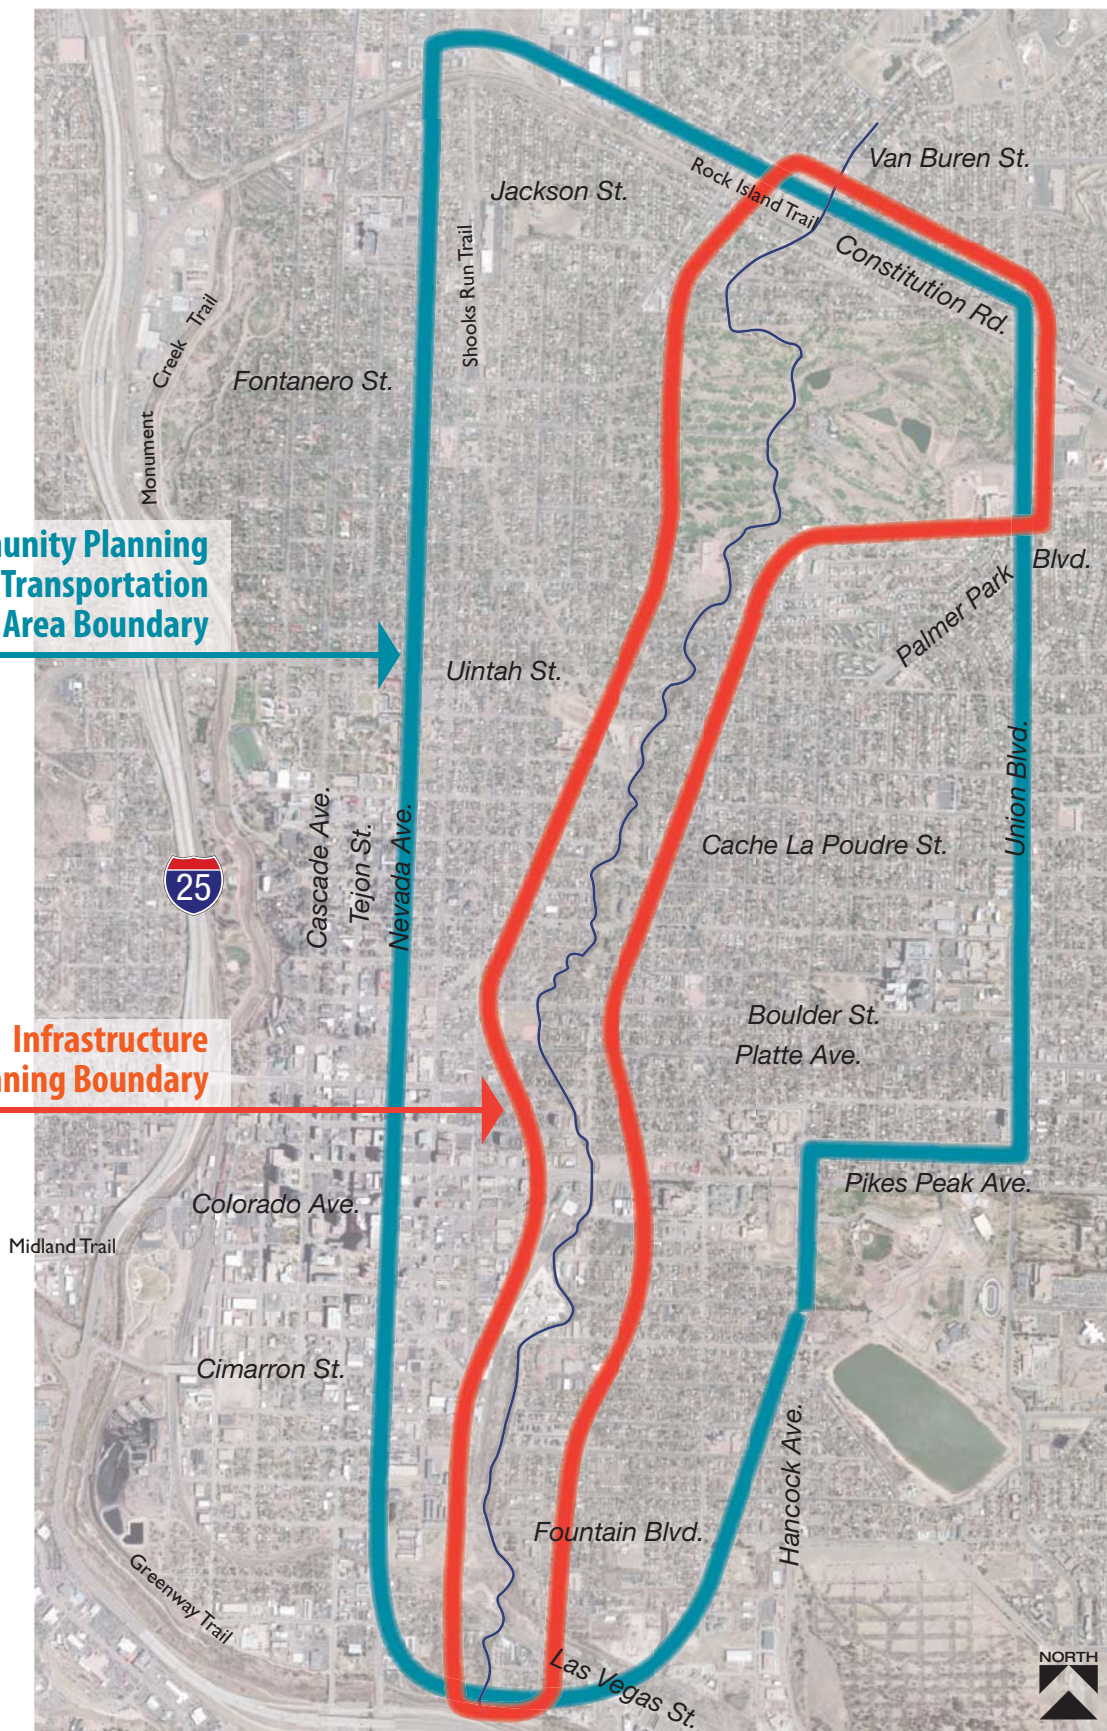 Van Buren St.
Rock Island Trail
Jackson St.
Constitution Rd.
Shooks Run Trail
Monument Creek Trail
Fontanero St.
Planning
Transportation
Area Boundary
Blvd.
Palmer Park
Uintah St.
Union Blvd.
Cascade Ave.
Tejon St.
Nevada Ave.
Cache La Poudre St.
25
Boulder St.
Platte Ave.
Infrastructure
Boundary
Pikes Peak Ave.
Colorado Ave.
Midland Trail
Cimarron St.
Hancock Ave.
Fountain Blvd.
Greenway Trail
Las Vegas St.
NORTH